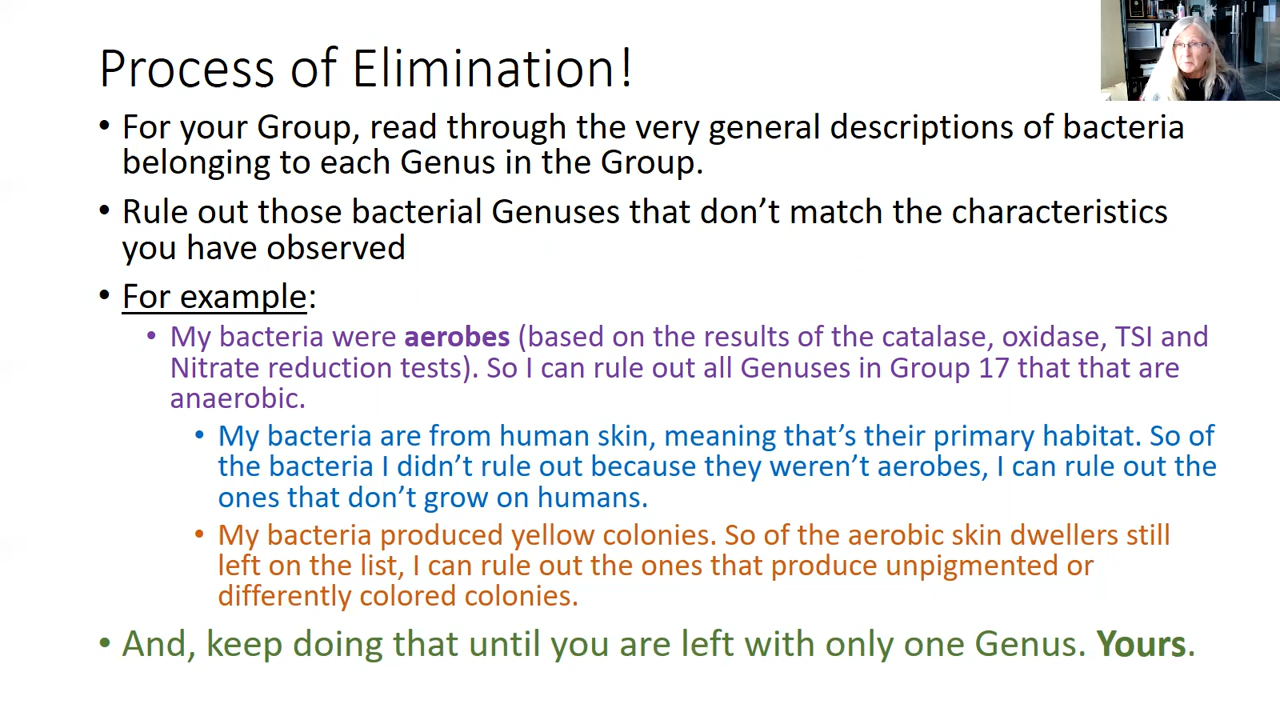 Process of Elimination!
• For your Group, read through the very general descriptions of bacteria
belonging to each Genus in the Group.
• Rule out those bacterial Genuses that don’t match the characteristics
you have observed
• For example:
• My bacteria were aerobes (based on the results of the catalase, oxidase, TSI and
Nitrate reduction tests). So I can rule out all Genuses in Group 17 that that are
anaerobic.
• My bacteria are from human skin, meaning that’s their primary habitat. So of
the bacteria I didn’t rule out because they weren’t aerobes, I can rule out the
ones that don’t grow on humans.
• My bacteria produced yellow colonies. So of the aerobic skin dwellers still
left on the list, I can rule out the ones that produce unpigmented or
differently colored colonies.
• And, keep doing that until you are left with only one Genus. Yours.